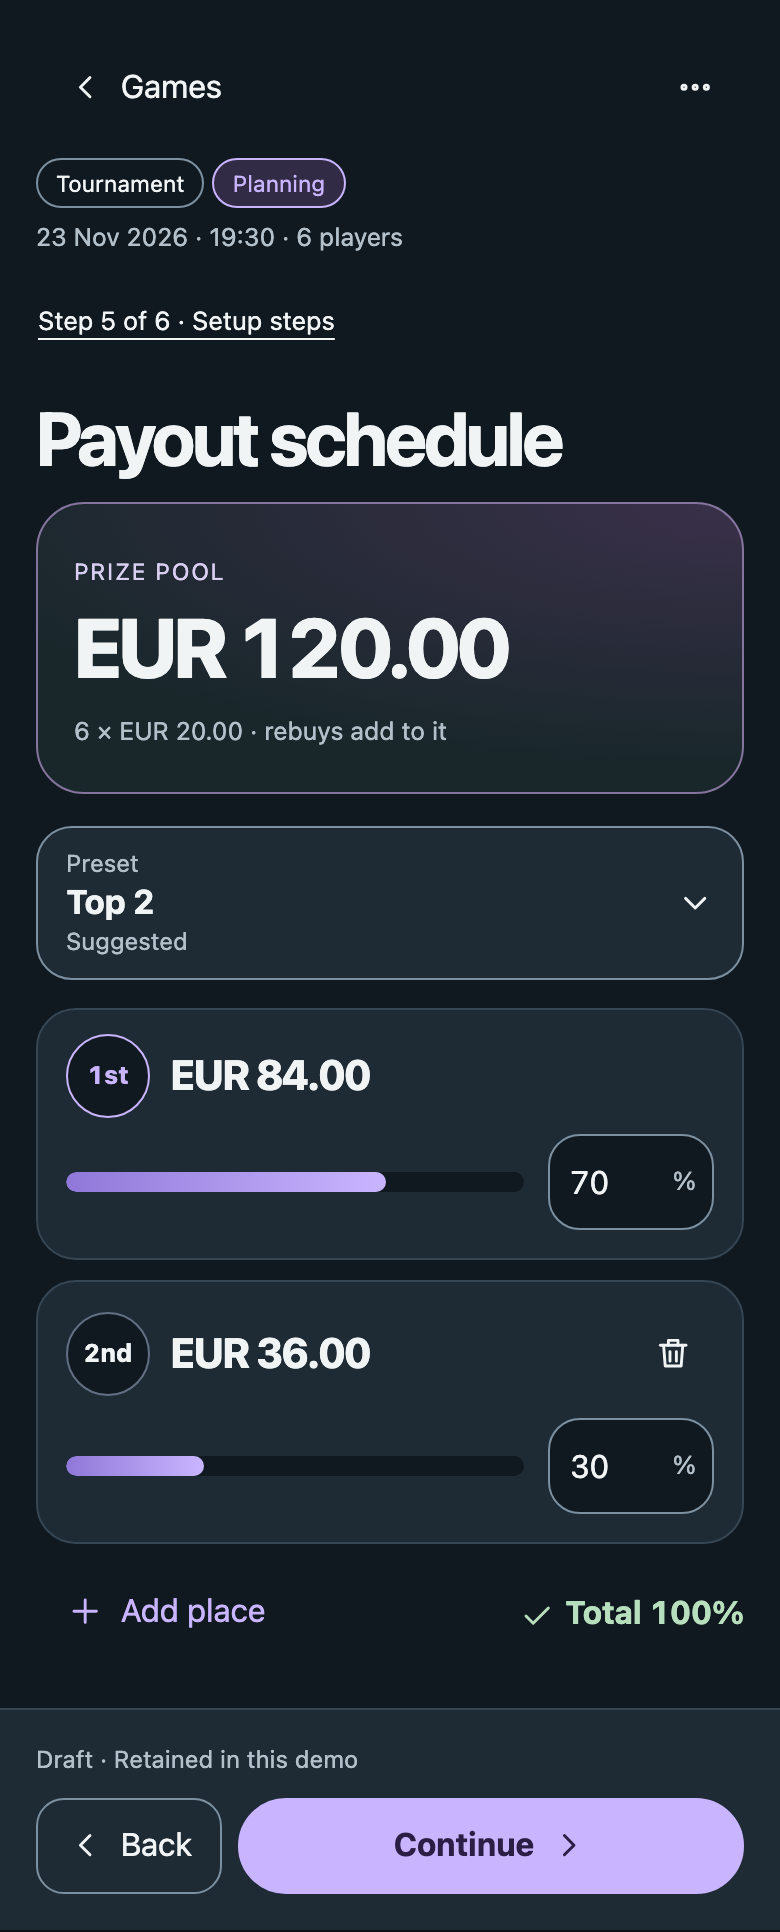 Games
Tournament Planning
23 Nov 2026 · 19:30 · 6 players
Step 5 of 6 · Setup steps
Payout schedule
PRIZE POOL
EUR 120.00
6 × EUR 20.00 · rebuys add to it
Preset
Top 2
Suggested
1st EUR 84.00
70 %
2nd EUR 36.00
30 %
Add place Total 100%
Draft · Retained in this demo
Back Continue